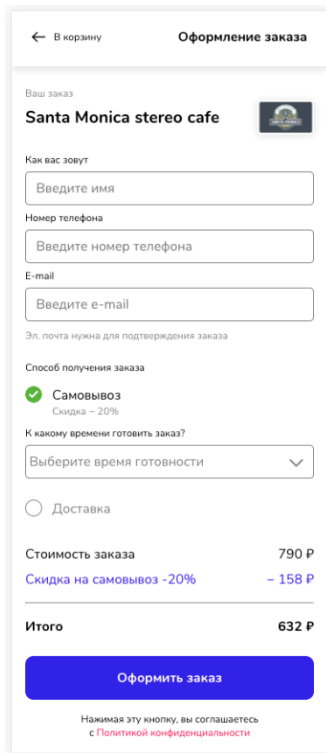 ← В корзину
Оформление заказа
Ваш заказ
Santa Monica stereo cafe
Как вас зовут
Введите имя
Номер телефона
Введите номер телефона
E-mail
Введите e-mail
Эл. почта нужна для подтверждения заказа
Способ получения заказа
Самовывоз
Скидка – 20%
К какому времени готовить заказ?
Выберите время готовности
Доставка
Стоимость заказа 790 ₽
Скидка на самовывоз -20% – 158 ₽
Итого 632 ₽
Оформить заказ
Нажимая эту кнопку, вы соглашаетесь
с Политикой конфиденциальности